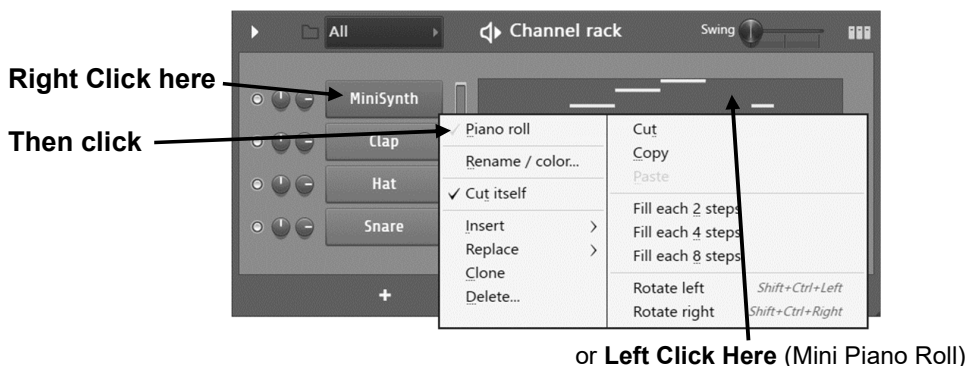 All
Channel rack
Swing
Right Click here
MiniSynth
Then click
Clap
Hat
Snare
+
Piano roll
Rename / color...
✓ Cut itself
Insert >
Replace >
Clone
Delete...
Cut
Copy
Paste
Fill each 2 steps
Fill each 4 steps
Fill each 8 steps
Rotate left Shift+Ctrl+Left
Rotate right Shift+Ctrl+Right
or Left Click Here (Mini Piano Roll)